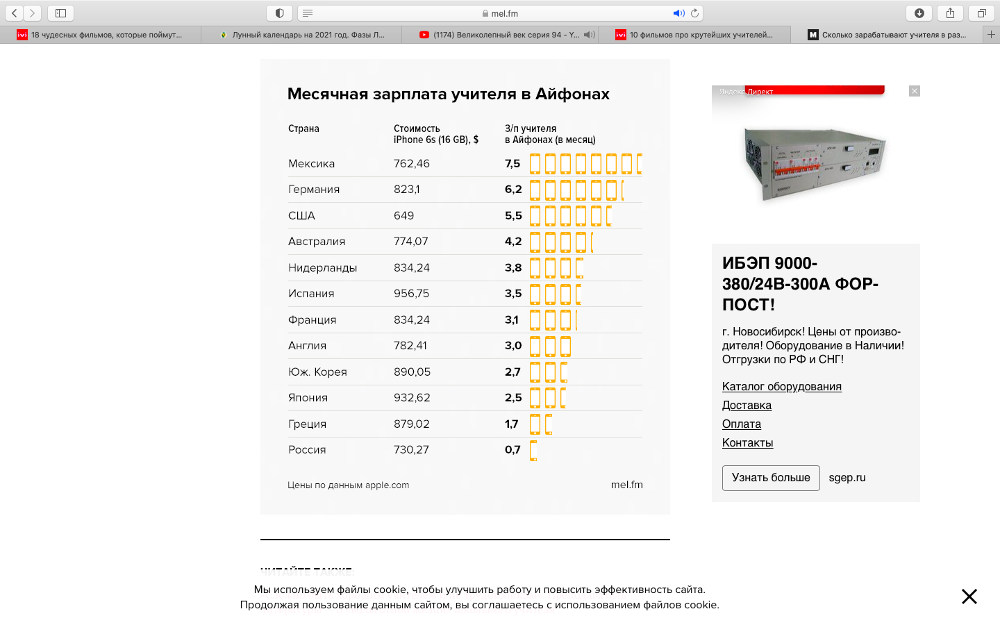 mel.fm
18 чудесных фильмов, которые поймут...
Лунный календарь на 2021 год. Фазы Л...
(1174) Великолепный век серия 94 - Y...
10 фильмов про крутейших учителей...
Сколько зарабатывают учителя в раз...
Месячная зарплата учителя в Айфонах
Страна
Стоимость
iPhone 6s (16 GB), $
З/п учителя
в Айфонах (в месяц)
Мексика 762,46 7,5
Германия 823,1 6,2
США 649 5,5
Австралия 774,07 4,2
Нидерланды 834,24 3,8
Испания 956,75 3,5
Франция 834,24 3,1
Англия 782,41 3,0
Юж. Корея 890,05 2,7
Япония 932,62 2,5
Греция 879,02 1,7
Россия 730,27 0,7
Цены по данным apple.com
mel.fm
Яндекс.Директ
ИБЭП 9000-
380/24В-300А ФОР-
ПОСТ!
г. Новосибирск! Цены от произво-
дителя! Оборудование в Наличии!
Отгрузки по РФ и СНГ!
Каталог оборудования
Доставка
Оплата
Контакты
Узнать больше
sgep.ru
ЧИТАЙТЕ ТАКЖЕ:
Мы используем файлы cookie, чтобы улучшить работу и повысить эффективность сайта.
Продолжая пользование данным сайтом, вы соглашаетесь с использованием файлов cookie.